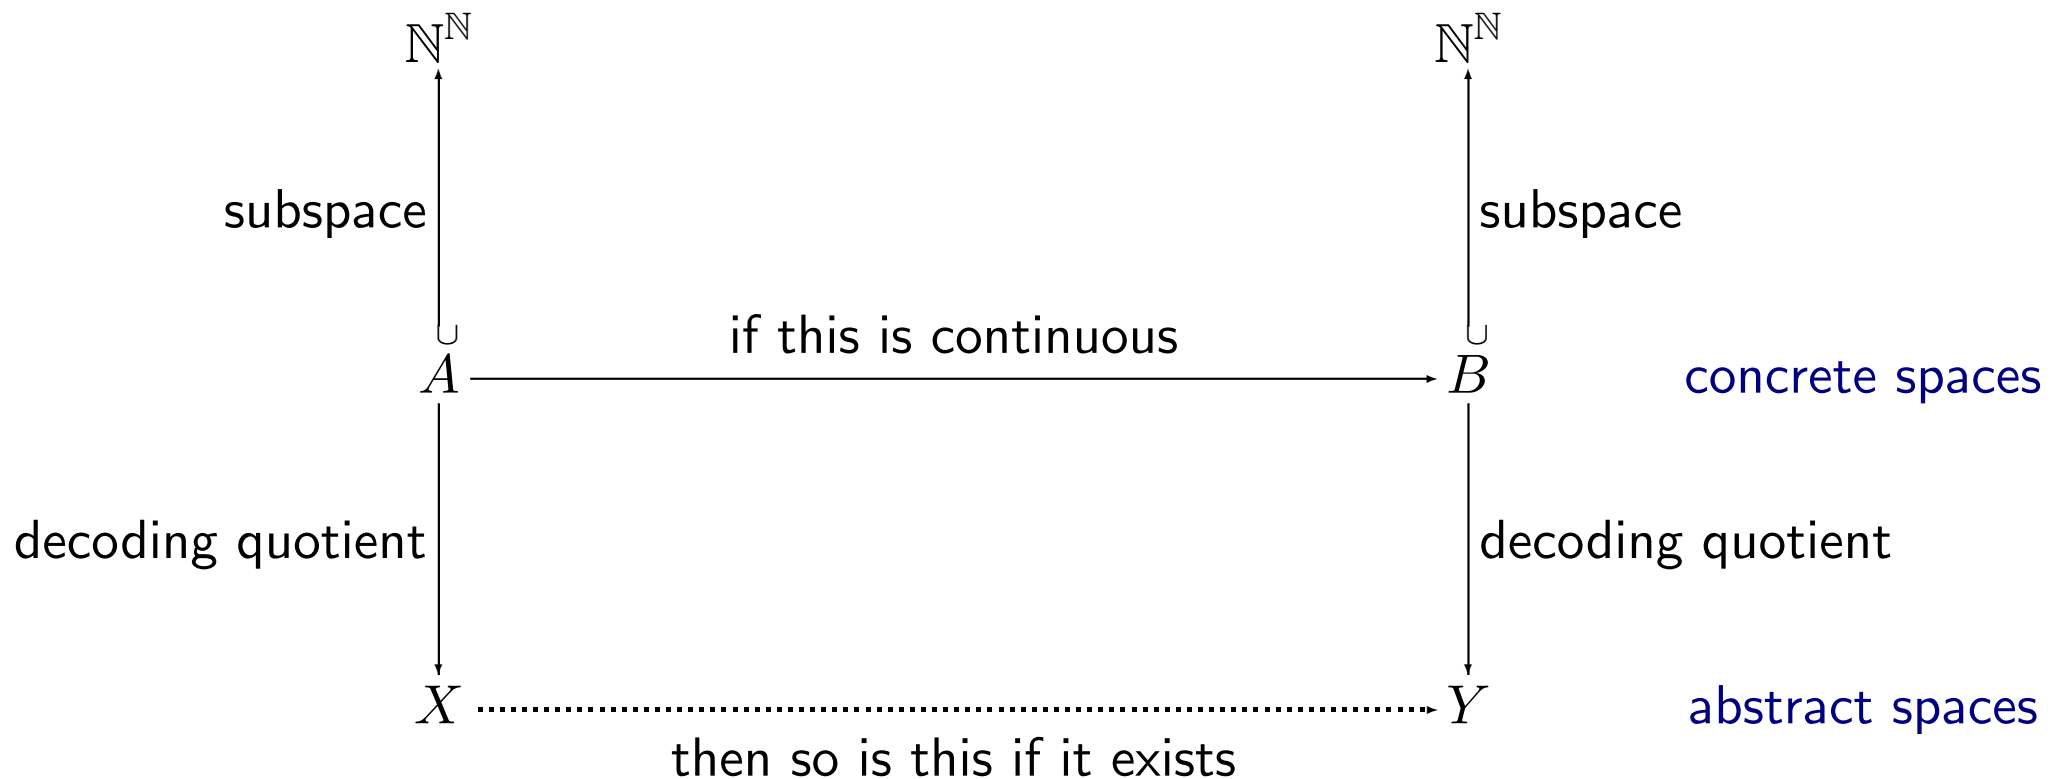 ℕ^ℕ ℕ^ℕ
subspace subspace
if this is continuous
A B concrete spaces
decoding quotient decoding quotient
X Y abstract spaces
then so is this if it exists